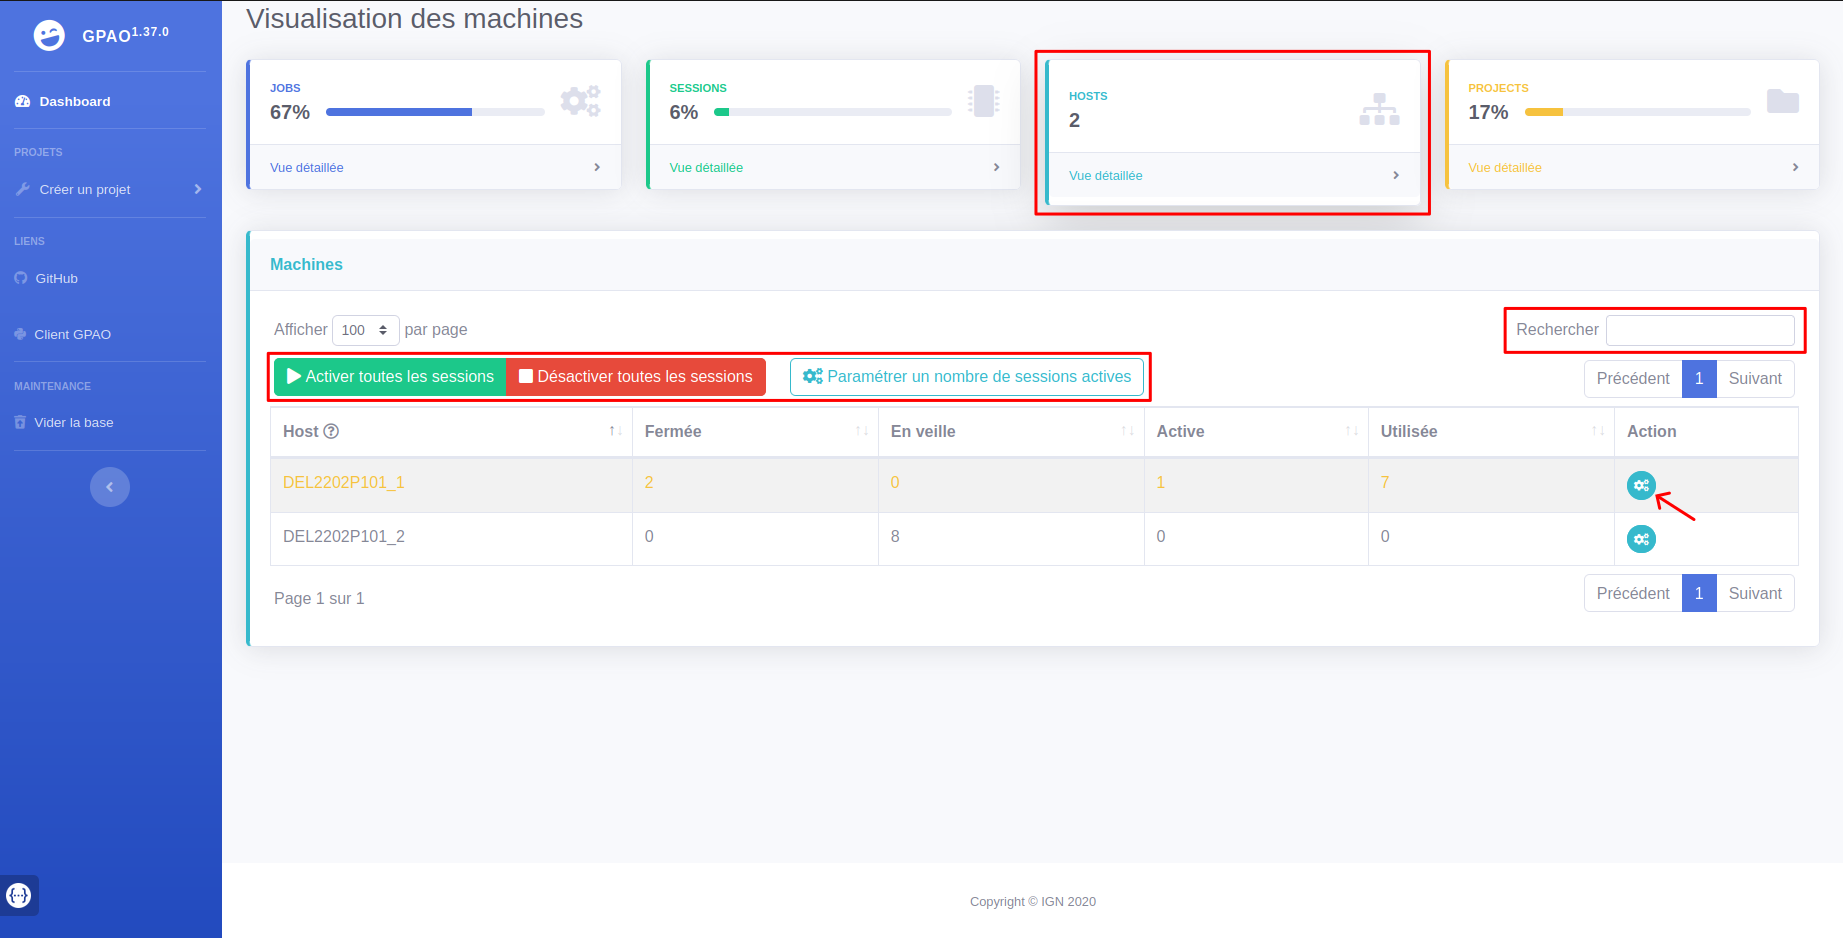 GPAO1.37.0
Dashboard
PROJETS
Créer un projet
LIENS
GitHub
Client GPAO
MAINTENANCE
Vider la base
Visualisation des machines
JOBS
67%
Vue détaillée
SESSIONS
6%
Vue détaillée
HOSTS
2
Vue détaillée
PROJECTS
17%
Vue détaillée
Machines
Afficher 100 par page
Rechercher
Activer toutes les sessions Désactiver toutes les sessions Paramétrer un nombre de sessions actives
Précédent 1 Suivant
Host Fermée En veille Active Utilisée Action
DEL2202P101_1 2 0 1 7
DEL2202P101_2 0 8 0 0
Page 1 sur 1
Précédent 1 Suivant
Copyright © IGN 2020